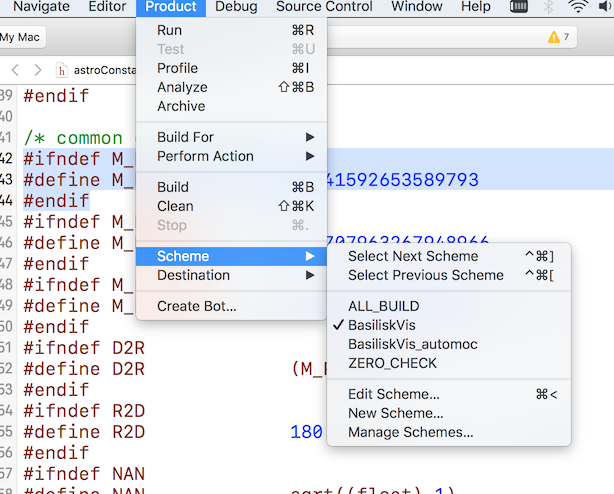 Navigate Editor Product Debug Source Control Window Help
My Mac
7
h astroConsta
39 #endif
40
41 /* common
42 #ifndef M_
43 #define M_ 41592653589793
44 #endif
45 #ifndef M_
46 #define M_ 707963267948966
47 #endif
48 #ifndef M_
49 #define M_
50 #endif
51 #ifndef D2R
52 #define D2R (M_
53 #endif
54 #ifndef R2D
55 #define R2D 180
56 #endif
57 #ifndef NAN
58 #define NAN sqrt((float)-1)
Run ⌘R
Test ⌘U
Profile ⌘I
Analyze ⇧⌘B
Archive
Build For
Perform Action
Build ⌘B
Clean ⇧⌘K
Stop ⌘.
Scheme
Destination
Create Bot...
Select Next Scheme ^⌘]
Select Previous Scheme ^⌘[
ALL_BUILD
✓ BasiliskVis
BasiliskVis_automoc
ZERO_CHECK
Edit Scheme... ⌘<
New Scheme...
Manage Schemes...